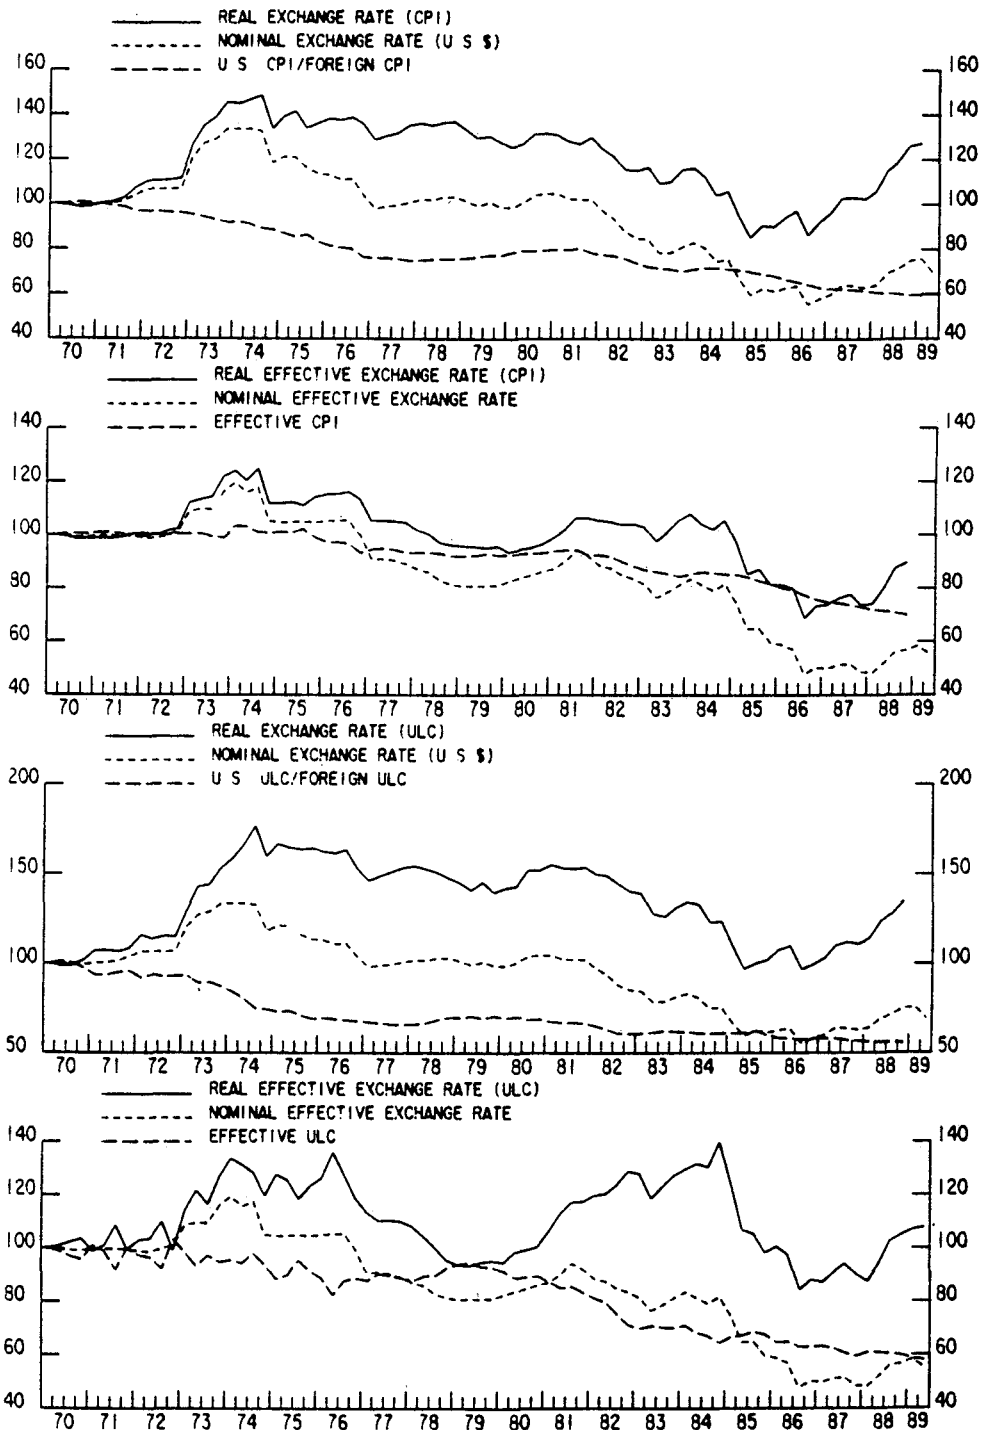 REAL EXCHANGE RATE (CPI)
NOMINAL EXCHANGE RATE (U S $)
U S CPI/FOREIGN CPI
160 160
140 140
120 120
100 100
80 80
60 60
40 40
70 71 72 73 74 75 76 77 78 79 80 81 82 83 84 85 86 87 88 89
REAL EFFECTIVE EXCHANGE RATE (CPI)
NOMINAL EFFECTIVE EXCHANGE RATE
EFFECTIVE CPI
140 140
120 120
100 100
80 80
60 60
40 40
70 71 72 73 74 75 76 77 78 79 80 81 82 83 84 85 86 87 88 89
REAL EXCHANGE RATE (ULC)
NOMINAL EXCHANGE RATE (U S $)
U S ULC/FOREIGN ULC
200 200
150 150
100 100
50 50
70 71 72 73 74 75 76 77 78 79 80 81 82 83 84 85 86 87 88 89
REAL EFFECTIVE EXCHANGE RATE (ULC)
NOMINAL EFFECTIVE EXCHANGE RATE
EFFECTIVE ULC
140 140
120 120
100 100
80 80
60 60
40 40
70 71 72 73 74 75 76 77 78 79 80 81 82 83 84 85 86 87 88 89